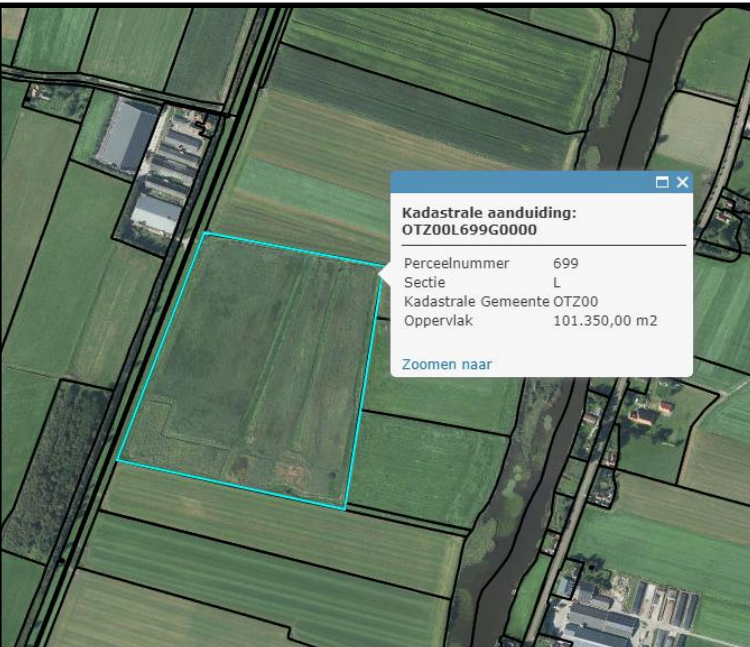 Kadastrale aanduiding:
OTZ00L699G0000
Perceelnummer 699
Sectie L
Kadastrale Gemeente OTZ00
Oppervlak 101.350,00 m2
Zoomen naar